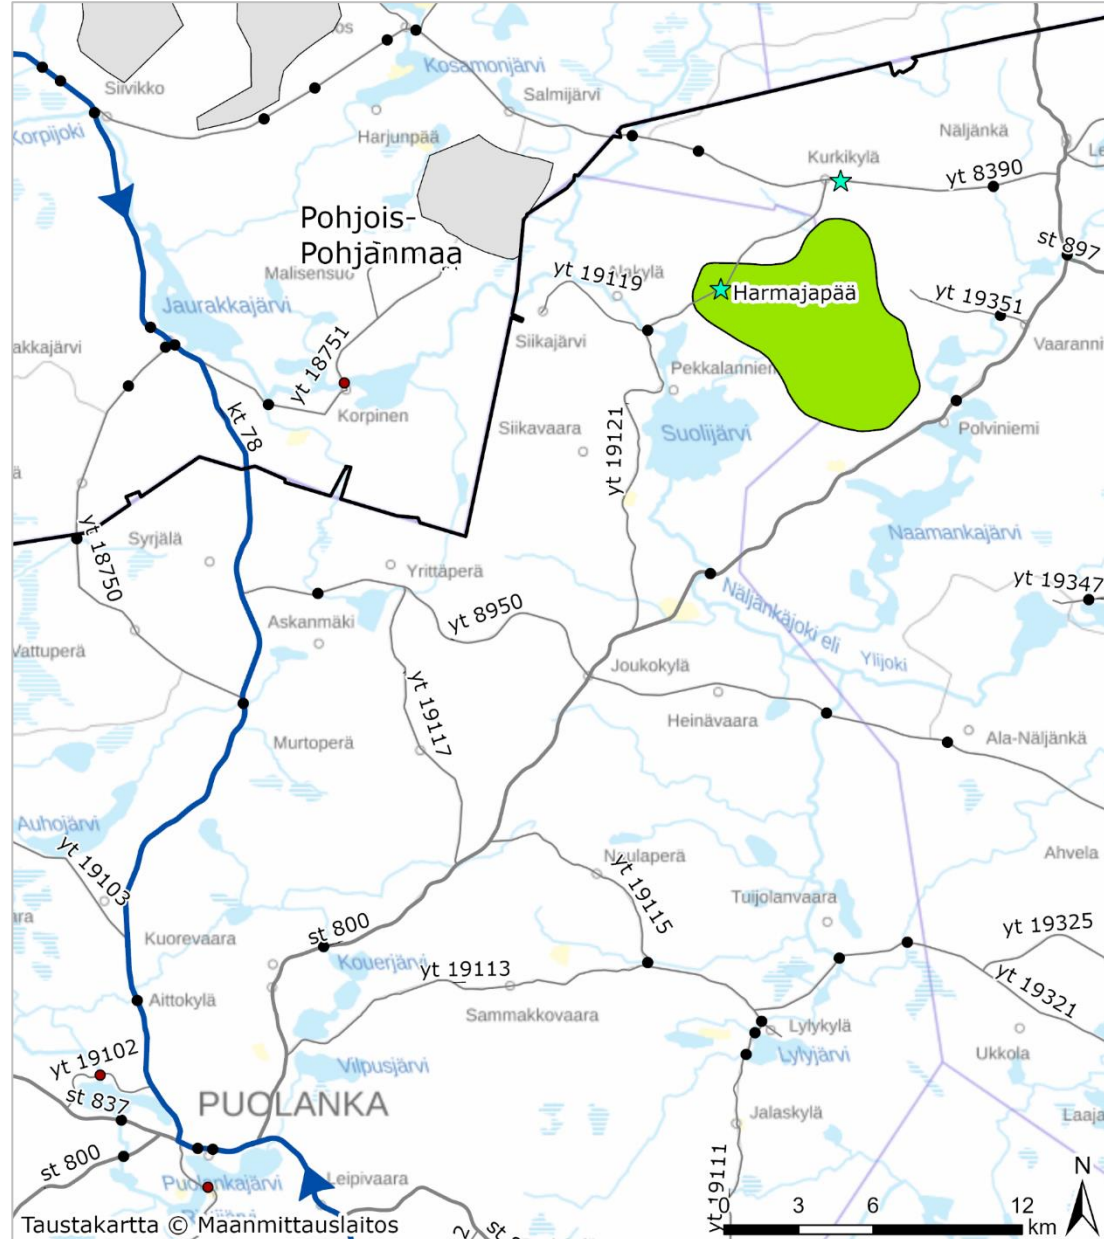 Siivikko
Kosamonjärvi
Salmijärvi
Korpijoki
Harjunpää
Näljänkä
Kurkikylä
yt 8390
Pohjois-
Pohjanmaa
st 897
Malisensuo
yt 19119
Alakylä
Harmajapää
yt 19351
Jaurakkajärvi
Siikajärvi
Vaaranni
akkajärvi
yt 18751
Pekkalanniem
Korpinen
kt 78
Siikavaara
yt 19121
Suolijärvi
Polviniemi
Naamankajärvi
yt 18750
Syrjälä
Yrittäperä
yt 19347
Askanmäki
yt 8950
Näljänkäjoki eli
Ylijoki
Vattuperä
Joukokylä
Heinävaara
Murtoperä
yt 19117
Ala-Näljänkä
Auhojärvi
yt 19103
Noulaperä
yt 19115
Ahvela
Tuijolanvaara
st 800
Kuorevaara
Kouerjärvi
yt 19113
yt 19325
yt 19321
Aittokylä
Sammakkovaara
Lylykylä
Lylyjärvi
Ukkola
yt 19102
Vilpusjärvi
st 837
PUOLANKA
Jalaskylä
Laaja
st 800
Puolankajärvi
Leipivaara
yt 19111
N
0 3 6 12
km
Taustakartta © Maanmittauslaitos